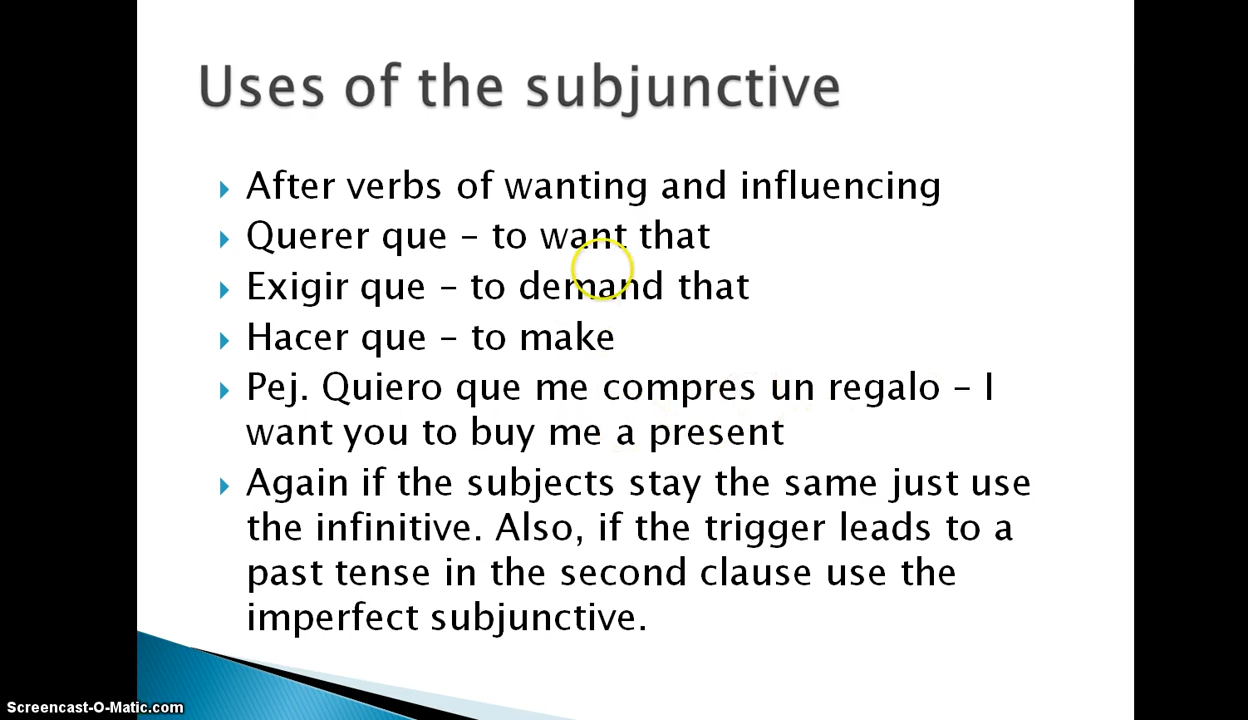 Uses of the subjunctive
After verbs of wanting and influencing
Querer que – to want that
Exigir que – to demand that
Hacer que – to make
Pej. Quiero que me compres un regalo – I
want you to buy me a present
Again if the subjects stay the same just use
the infinitive. Also, if the trigger leads to a
past tense in the second clause use the
imperfect subjunctive.
Screencast-O-Matic.com